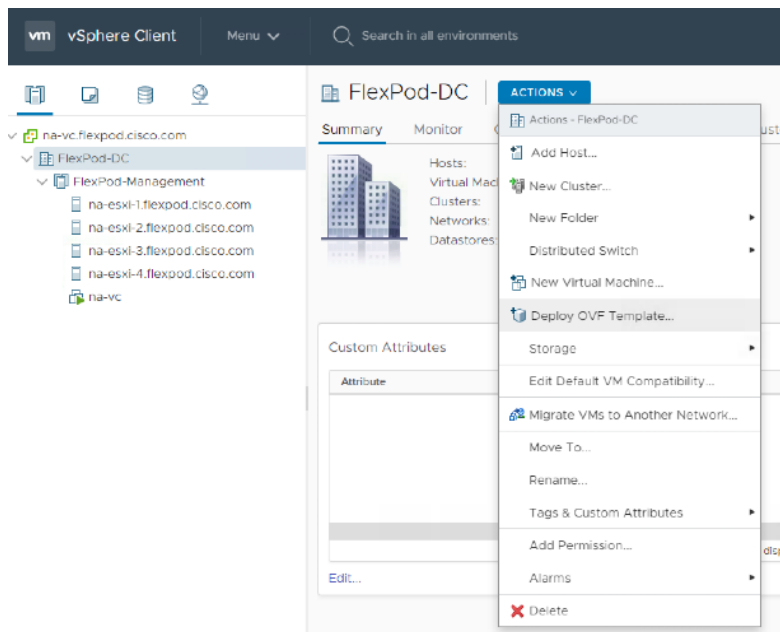 vm vSphere Client Menu Search in all environments
na-vc.flexpod.cisco.com
FlexPod-DC
FlexPod-Management
na-esxi-1.flexpod.cisco.com
na-esxi-2.flexpod.cisco.com
na-esxi-3.flexpod.cisco.com
na-esxi-4.flexpod.cisco.com
na-vc
FlexPod-DC
ACTIONS
Summary Monitor
Hosts:
Virtual Mac
Clusters:
Networks:
Datastores:
Custom Attributes
Attribute
Edit...
Actions - FlexPod-DC
Add Host...
New Cluster...
New Folder
Distributed Switch
New Virtual Machine...
Deploy OVF Template...
Storage
Edit Default VM Compatibility...
Migrate VMs to Another Network...
Move To...
Rename...
Tags & Custom Attributes
Add Permission...
Alarms
Delete